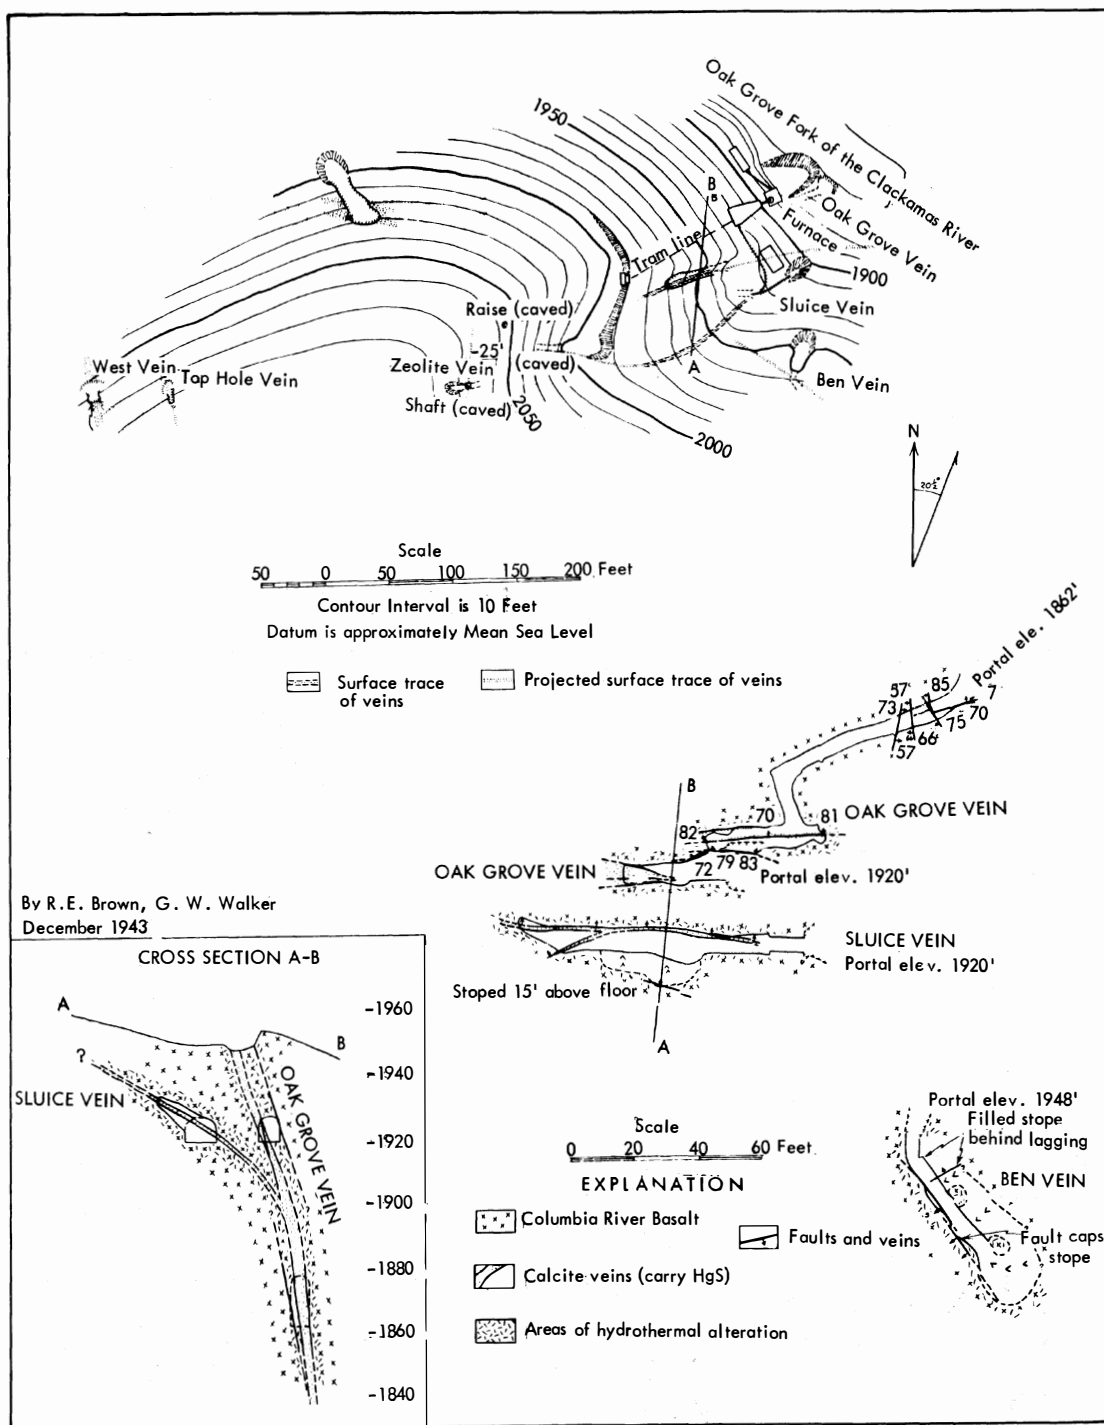 Oak Grove Fork of the Clackamas River
1950
B
Oak Grove Vein
Furnace
Tram line
1900
Sluice Vein
Raise (caved)
-25'
(caved)
West Vein
Top Hole Vein
Zeolite Vein
A
Ben Vein
Shaft (caved)
2050
2000
N
20½°
Scale
50 0 50 100 150 200 Feet
Contour Interval is 10 Feet
Datum is approximately Mean Sea Level
Surface trace
of veins
Projected surface trace of veins
Portal ele. 1862'
57
85
73
7
70
75
66
57
B
70
81
OAK GROVE VEIN
82
OAK GROVE VEIN
72
79
83
Portal elev. 1920'
By R.E. Brown, G. W. Walker
December 1943
SLUICE VEIN
Portal elev. 1920'
Stoped 15' above floor
A
CROSS SECTION A-B
A
B
?
SLUICE VEIN
OAK GROVE VEIN
-1960
-1940
-1920
-1900
-1880
-1860
-1840
Scale
0 20 40 60 Feet
EXPLANATION
Columbia River Basalt
Faults and veins
Calcite veins (carry HgS)
Areas of hydrothermal alteration
Portal elev. 1948'
Filled stope
behind lagging
BEN VEIN
Fault caps
stope